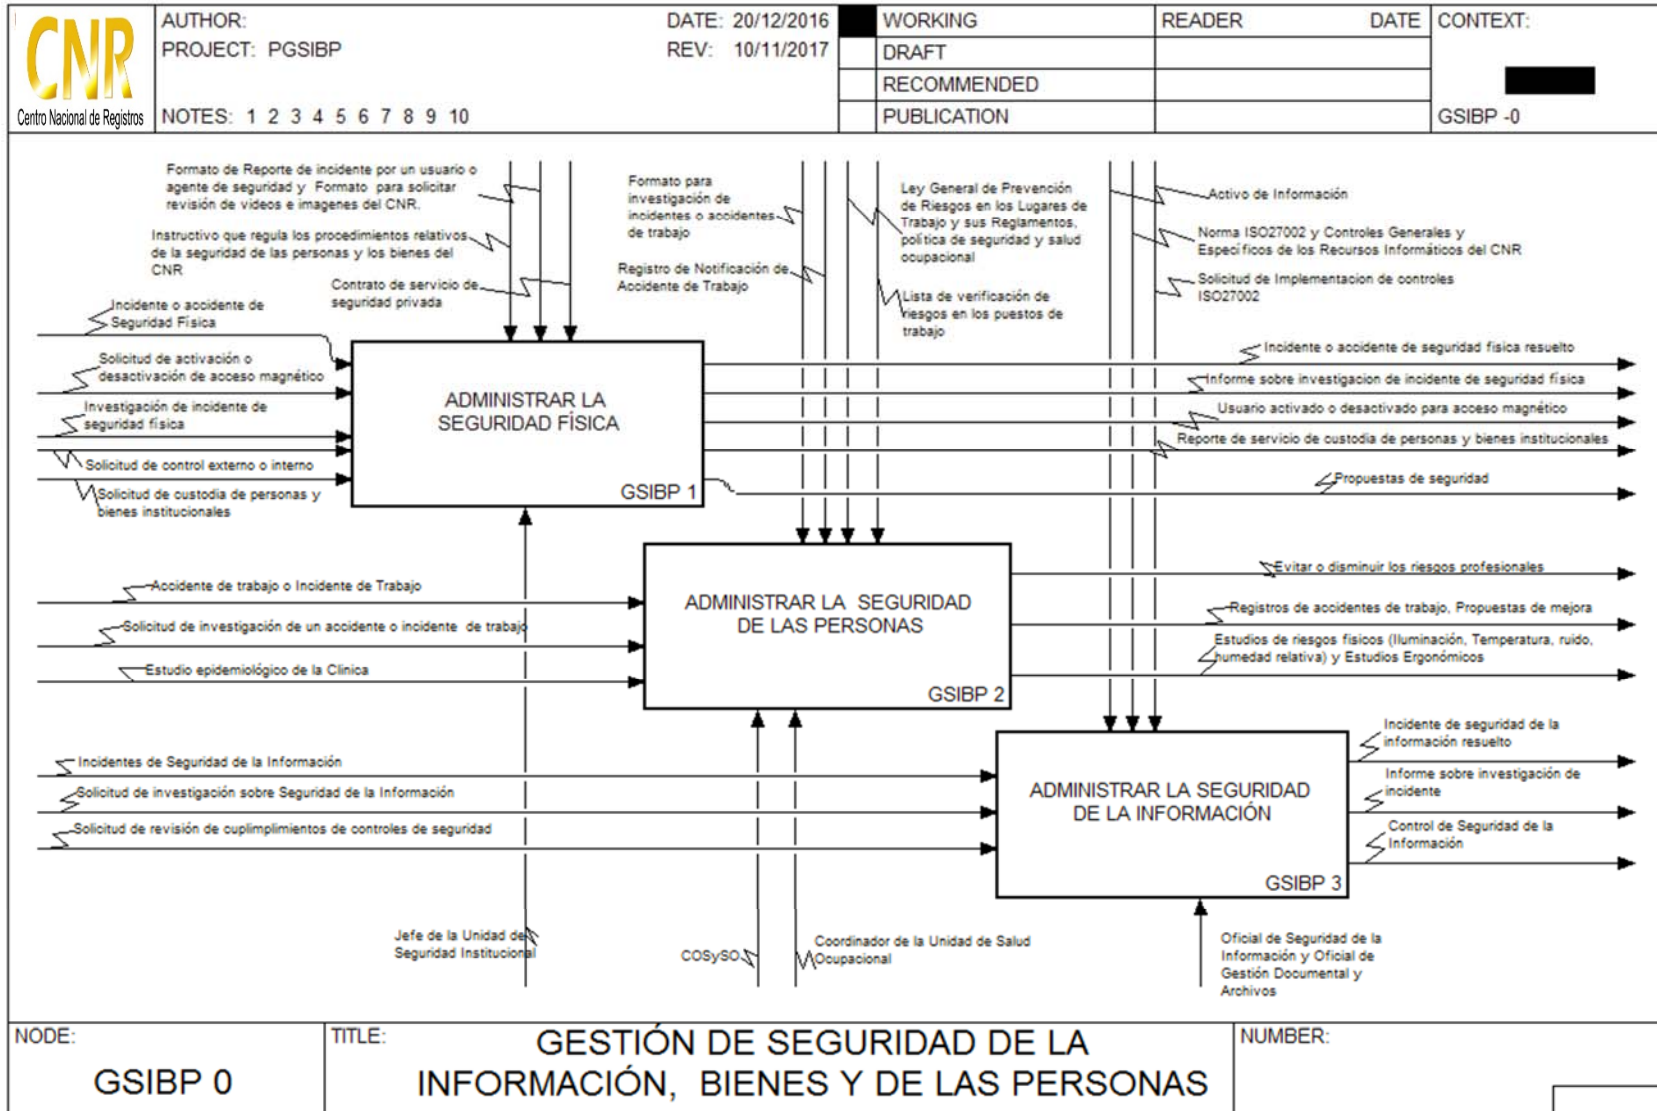 CNR
Centro Nacional de Registros
AUTHOR:
DATE: 20/12/2016
PROJECT: PGSIBP
REV: 10/11/2017
NOTES: 1 2 3 4 5 6 7 8 9 10
WORKING
DRAFT
RECOMMENDED
PUBLICATION
READER
DATE
CONTEXT:
GSIBP -0
Formato de Reporte de incidente por un usuario o
agente de seguridad y Formato para solicitar
revisión de videos e imagenes del CNR.
Instructivo que regula los procedimientos relativos
de la seguridad de las personas y los bienes del
CNR
Contrato de servicio de
seguridad privada
Formato para
investigación de
incidentes o accidentes
de trabajo
Registro de Notificación de
Accidente de Trabajo
Ley General de Prevención
de Riesgos en los Lugares de
Trabajo y sus Reglamentos,
política de seguridad y salud
ocupacional
Lista de verificación de
riesgos en los puestos de
trabajo
Activo de Información
Norma ISO27002 y Controles Generales y
Específicos de los Recursos Informáticos del CNR
Solicitud de Implementacion de controles
ISO27002
Incidente o accidente de
Seguridad Física
Solicitud de activación o
desactivación de acceso magnético
Investigación de incidente de
seguridad física
Solicitud de control externo o interno
Solicitud de custodia de personas y
bienes institucionales
ADMINISTRAR LA
SEGURIDAD FÍSICA
GSIBP 1
Incidente o accidente de seguridad física resuelto
Informe sobre investigacion de incidente de seguridad física
Usuario activado o desactivado para acceso magnético
Reporte de servicio de custodia de personas y bienes institucionales
Propuestas de seguridad
Accidente de trabajo o Incidente de Trabajo
Solicitud de investigación de un accidente o incidente de trabajo
Estudio epidemiológico de la Clinica
ADMINISTRAR LA SEGURIDAD
DE LAS PERSONAS
GSIBP 2
Evitar o disminuir los riesgos profesionales
Registros de accidentes de trabajo, Propuestas de mejora
Estudios de riesgos fisicos (Iluminación, Temperatura, ruido,
humedad relativa) y Estudios Ergonómicos
Incidentes de Seguridad de la Información
Solicitud de investigación sobre Seguridad de la Información
Solicitud de revisión de cuplimplimientos de controles de seguridad
ADMINISTRAR LA SEGURIDAD
DE LA INFORMACIÓN
GSIBP 3
Incidente de seguridad de la
información resuelto
Informe sobre investigación de
incidente
Control de Seguridad de la
Información
Jefe de la Unidad de
Seguridad Institucional
COSySO
Coordinador de la Unidad de Salud
Ocupacional
Oficial de Seguridad de la
Información y Oficial de
Gestión Documental y
Archivos
NODE:
GSIBP 0
TITLE:
GESTIÓN DE SEGURIDAD DE LA
INFORMACIÓN, BIENES Y DE LAS PERSONAS
NUMBER: